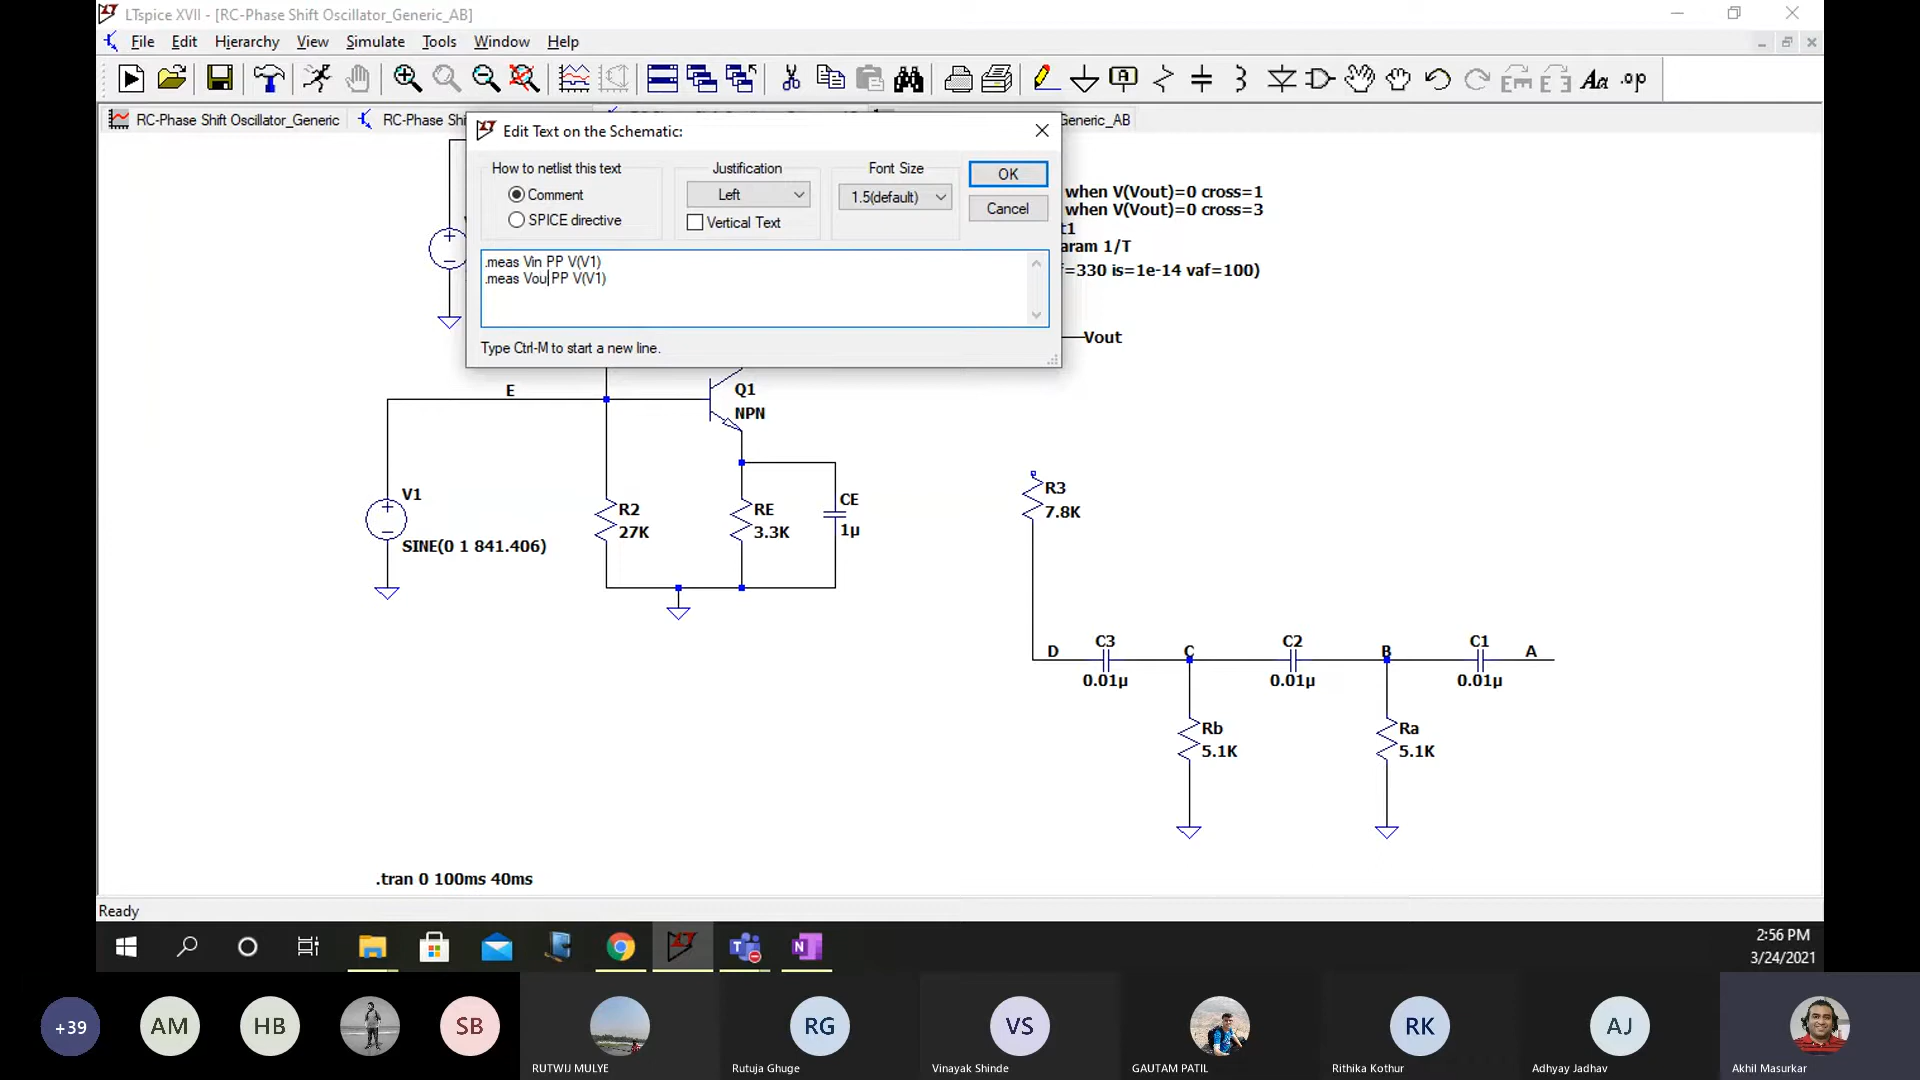 LTspice XVII - [RC-Phase Shift Oscillator_Generic_AB]
File Edit Hierarchy View Simulate Tools Window Help
A Aa .op
RC-Phase Shift Oscillator_Generic RC-Phase Shi Generic_AB
Edit Text on the Schematic:
How to netlist this text Justification Font Size
Comment Left 1.5(default) OK
SPICE directive Vertical Text Cancel
.meas Vin PP V(V1)
.meas Vou PP V(V1)
Type Ctrl-M to start a new line.
when V(Vout)=0 cross=1
when V(Vout)=0 cross=3
t1
aram 1/T
=330 is=1e-14 vaf=100)
Vout
E
Q1
NPN
V1
SINE(0 1 841.406)
R2
27K
RE
3.3K
CE
1µ
R3
7.8K
D C3 C C2 B C1 A
0.01µ 0.01µ 0.01µ
Rb Ra
5.1K 5.1K
.tran 0 100ms 40ms
Ready
2:56 PM
3/24/2021
+39 AM HB SB RG VS RK AJ
RUTWIJ MULYE Rutuja Ghuge Vinayak Shinde GAUTAM PATIL Rithika Kothur Adhyay Jadhav Akhil Masurkar